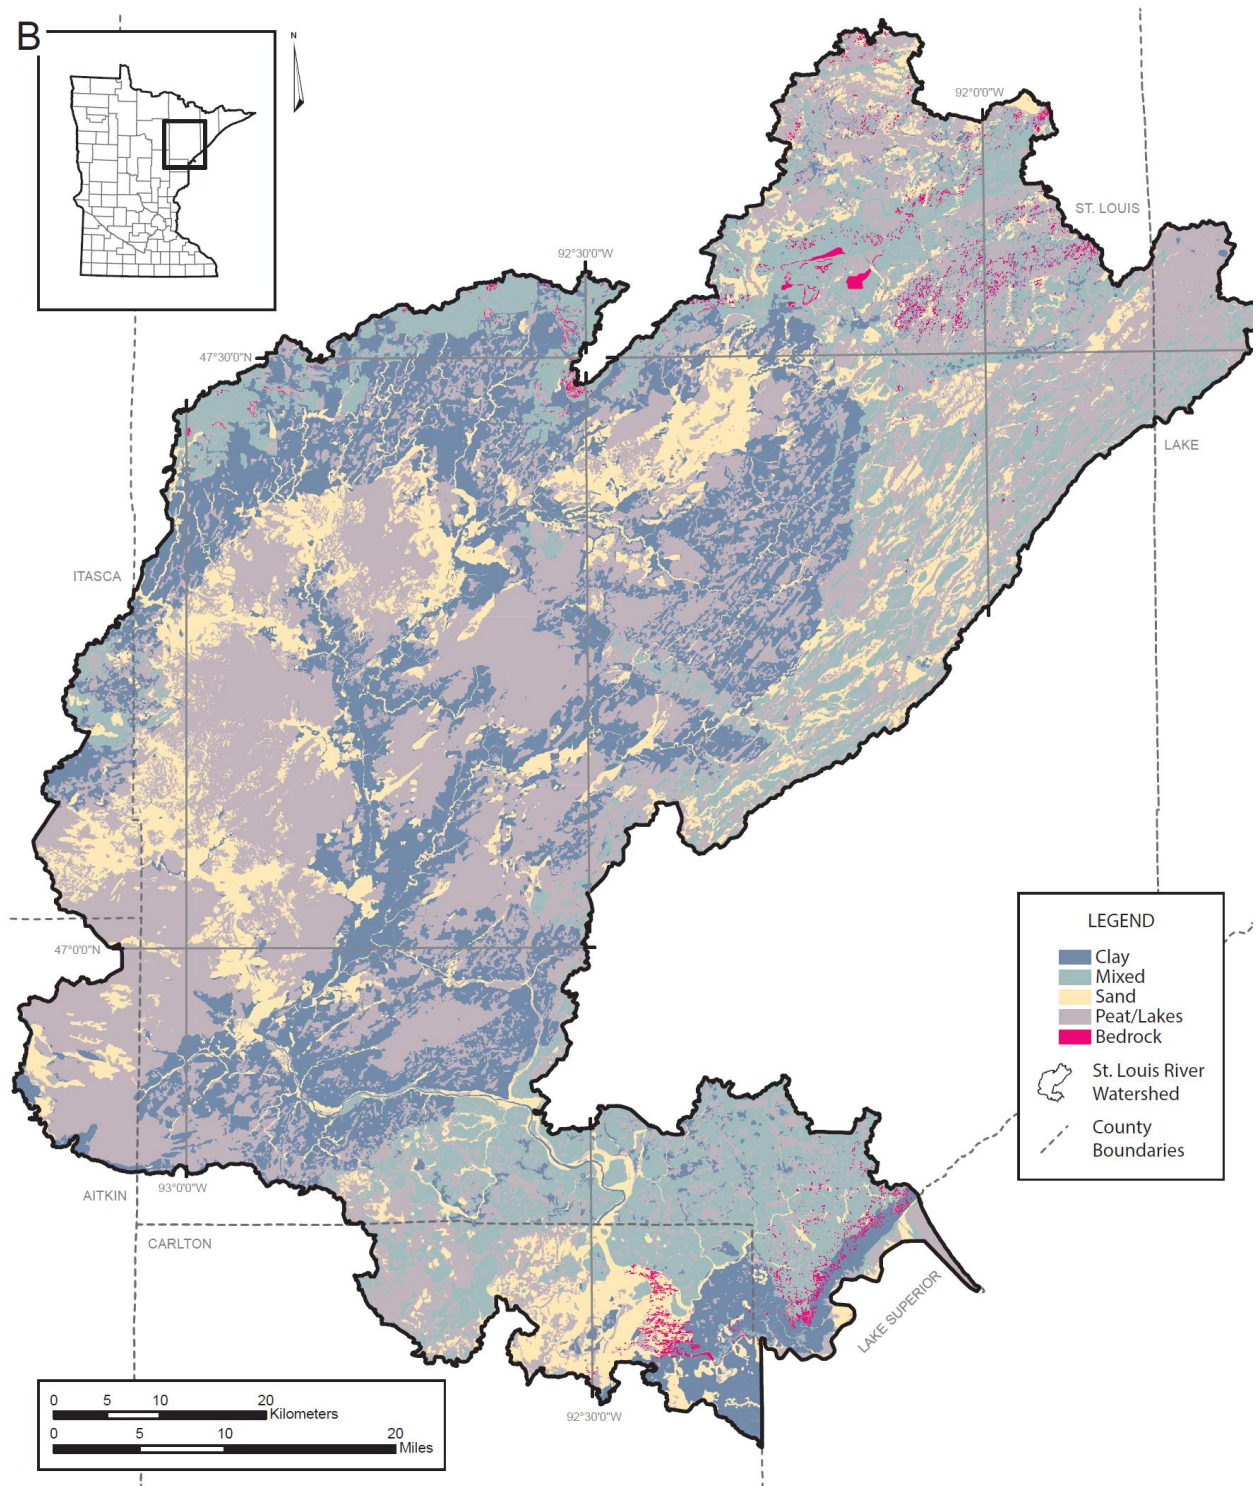 B
N
92°0'0"W
ST. LOUIS
92°30'0"W
47°30'0"N
LAKE
ITASCA
47°0'0"N
LEGEND
Clay
Mixed
Sand
Peat/Lakes
Bedrock
St. Louis River
Watershed
County
Boundaries
AITKIN
93°0'0"W
CARLTON
LAKE SUPERIOR
92°30'0"W
0 5 10 20
Kilometers
0 5 10 20
Miles